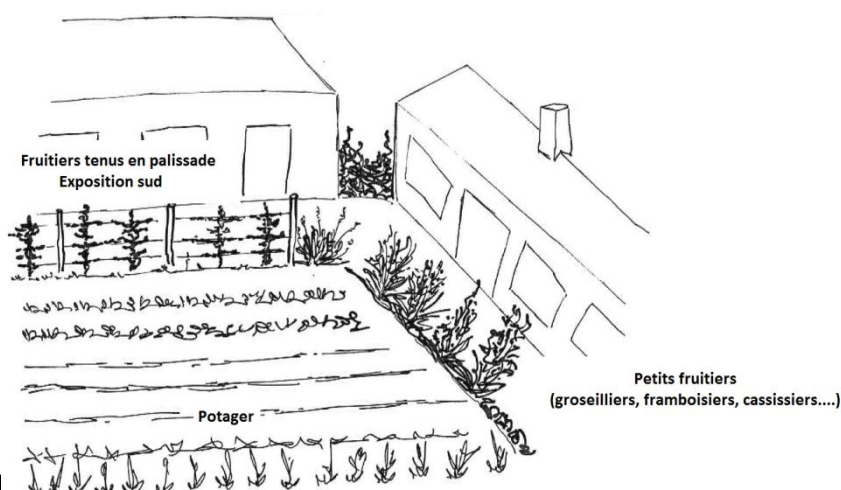 Fruitiers tenus en palissade
Exposition sud
Potager
Petits fruitiers
(groseilliers, framboisiers, cassissiers....)